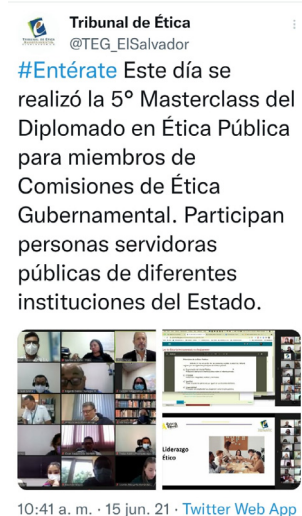 Tribunal de Ética
@TEG_ElSalvador
#Entérate Este día se
realizó la 5° Masterclass del
Diplomado en Ética Pública
para miembros de
Comisiones de Ética
Gubernamental. Participan
personas servidoras
públicas de diferentes
instituciones del Estado.
Liderazgo
Ético
10:41 a. m. · 15 jun. 21 · Twitter Web App